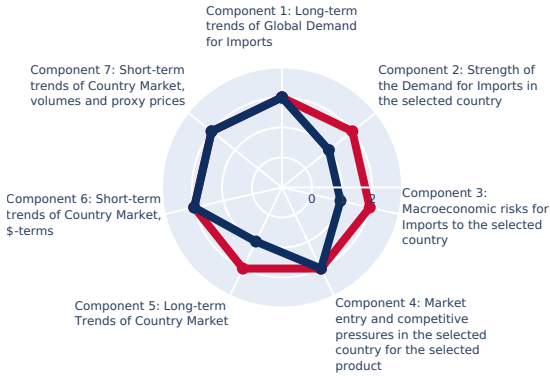 Component 1: Long-term
trends of Global Demand
for Imports
Component 2: Strength of
the Demand for Imports in
the selected country
Component 3:
Macroeconomic risks for
Imports to the selected
country
Component 4: Market
entry and competitive
pressures in the selected
country for the selected
product
Component 5: Long-term
Trends of Country Market
Component 6: Short-term
trends of Country Market,
$-terms
Component 7: Short-term
trends of Country Market,
volumes and proxy prices
0
2